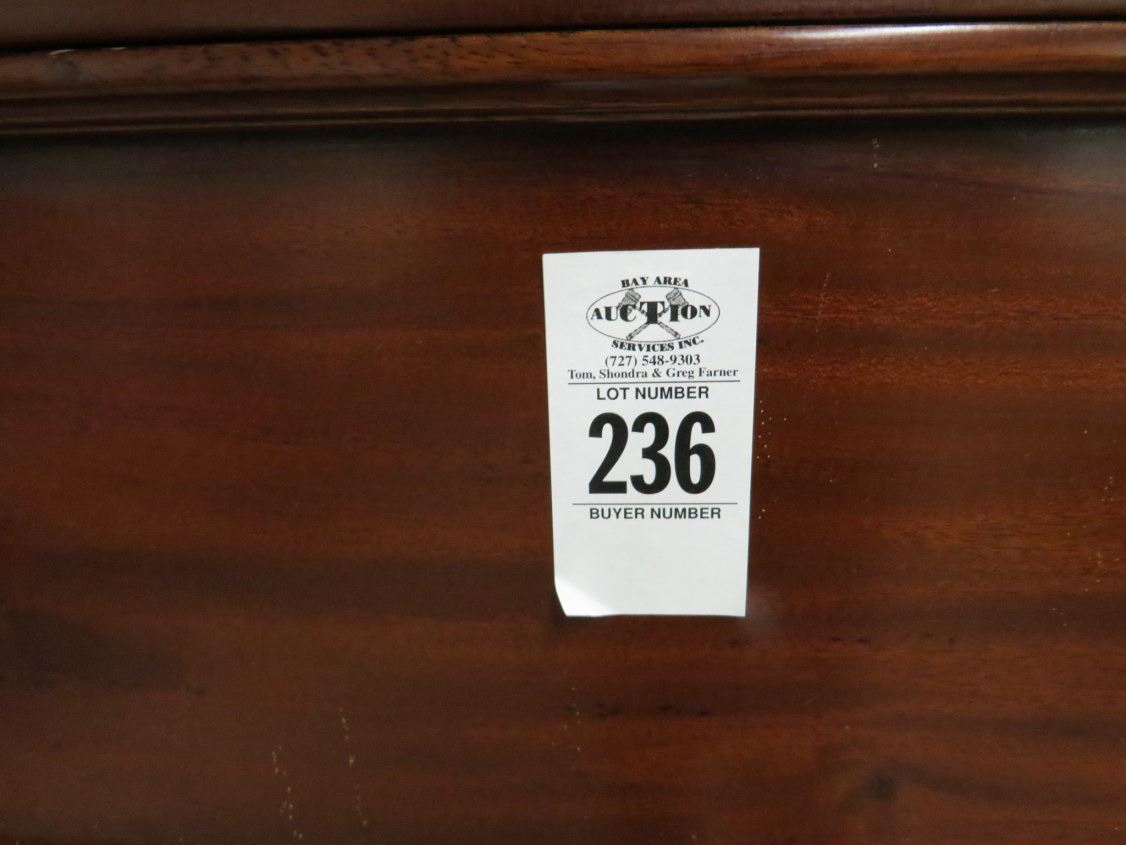 BAY AREA
AUCTION
SERVICES INC.
(727) 548-9303
Tom, Shondra & Greg Farner
LOT NUMBER
236
BUYER NUMBER